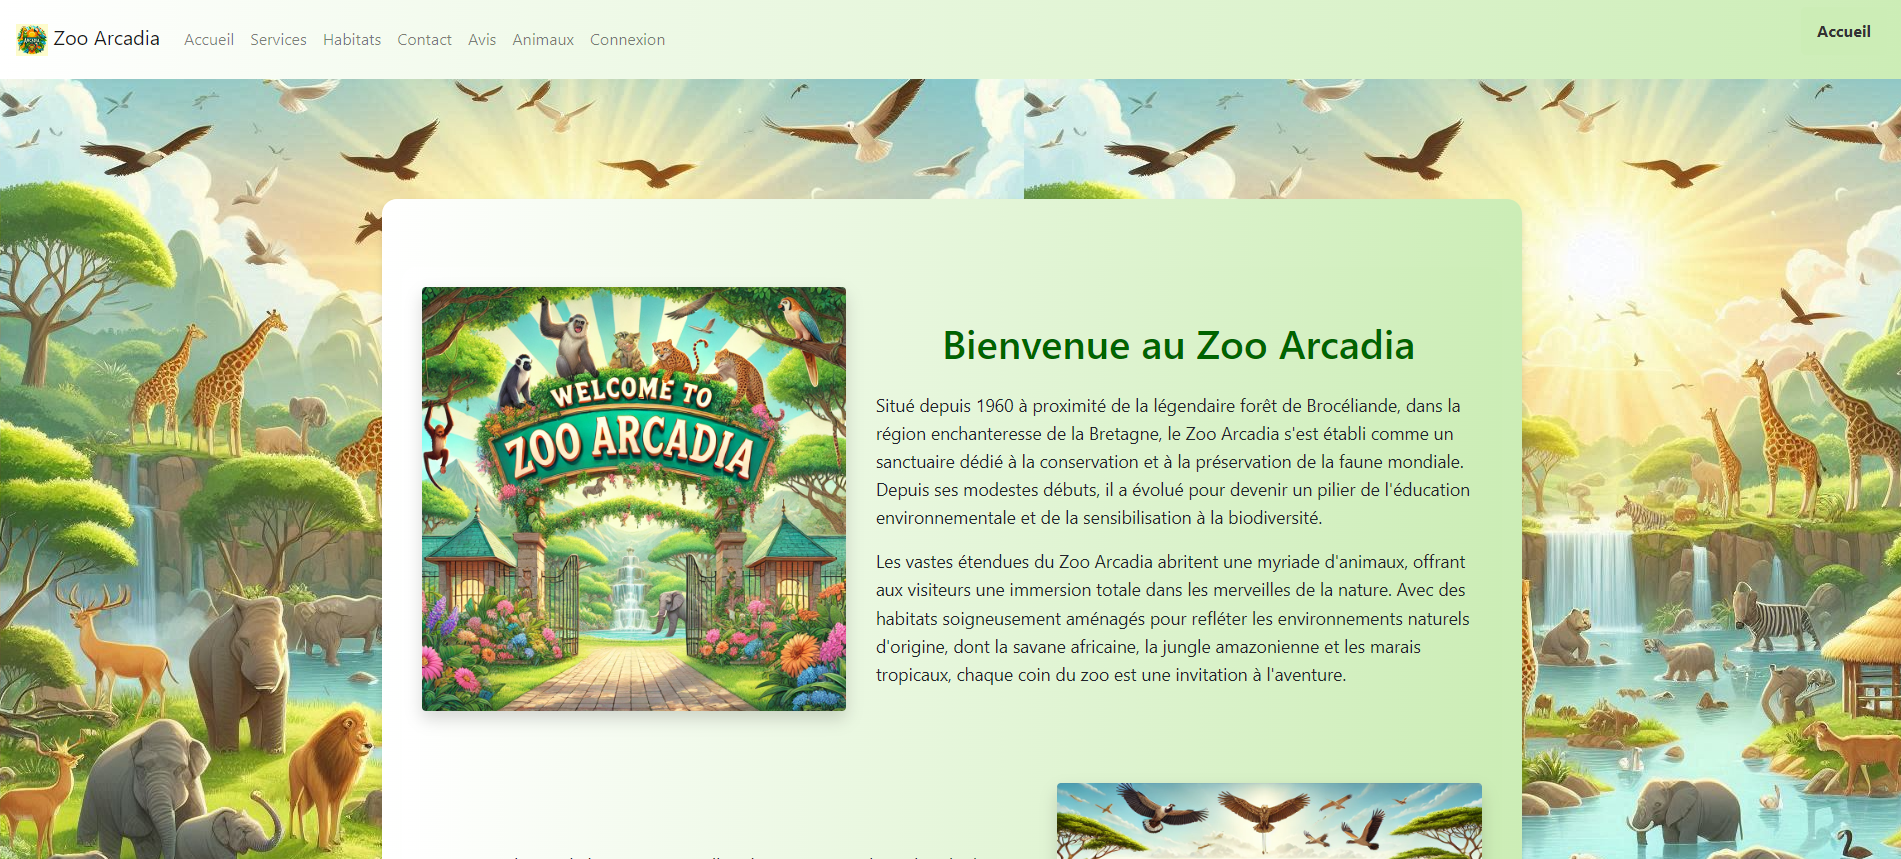 Zoo Arcadia Accueil Services Habitats Contact Avis Animaux Connexion
Accueil
WELCOME TO
ZOO ARCADIA
Bienvenue au Zoo Arcadia
Situé depuis 1960 à proximité de la légendaire forêt de Brocéliande, dans la
région enchanteresse de la Bretagne, le Zoo Arcadia s'est établi comme un
sanctuaire dédié à la conservation et à la préservation de la faune mondiale.
Depuis ses modestes débuts, il a évolué pour devenir un pilier de l'éducation
environnementale et de la sensibilisation à la biodiversité.
Les vastes étendues du Zoo Arcadia abritent une myriade d'animaux, offrant
aux visiteurs une immersion totale dans les merveilles de la nature. Avec des
habitats soigneusement aménagés pour refléter les environnements naturels
d'origine, dont la savane africaine, la jungle amazonienne et les marais
tropicaux, chaque coin du zoo est une invitation à l'aventure.